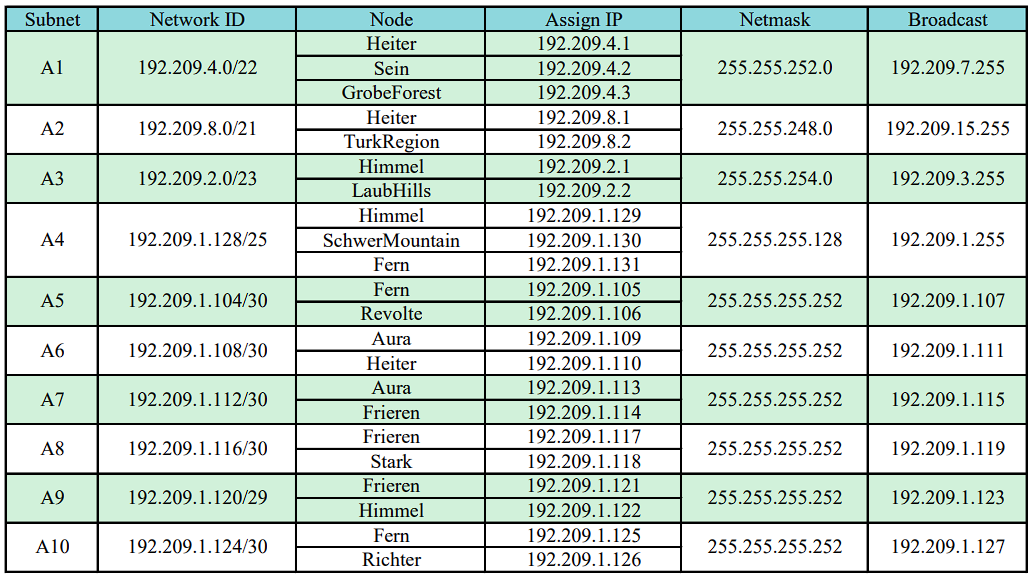 Subnet Network ID Node Assign IP Netmask Broadcast
A1 192.209.4.0/22 Heiter 192.209.4.1 255.255.252.0 192.209.7.255
Sein 192.209.4.2
GrobeForest 192.209.4.3
A2 192.209.8.0/21 Heiter 192.209.8.1 255.255.248.0 192.209.15.255
TurkRegion 192.209.8.2
A3 192.209.2.0/23 Himmel 192.209.2.1 255.255.254.0 192.209.3.255
LaubHills 192.209.2.2
A4 192.209.1.128/25 Himmel 192.209.1.129 255.255.255.128 192.209.1.255
SchwerMountain 192.209.1.130
Fern 192.209.1.131
A5 192.209.1.104/30 Fern 192.209.1.105 255.255.255.252 192.209.1.107
Revolte 192.209.1.106
A6 192.209.1.108/30 Aura 192.209.1.109 255.255.255.252 192.209.1.111
Heiter 192.209.1.110
A7 192.209.1.112/30 Aura 192.209.1.113 255.255.255.252 192.209.1.115
Frieren 192.209.1.114
A8 192.209.1.116/30 Frieren 192.209.1.117 255.255.255.252 192.209.1.119
Stark 192.209.1.118
A9 192.209.1.120/29 Frieren 192.209.1.121 255.255.255.252 192.209.1.123
Himmel 192.209.1.122
A10 192.209.1.124/30 Fern 192.209.1.125 255.255.255.252 192.209.1.127
Richter 192.209.1.126